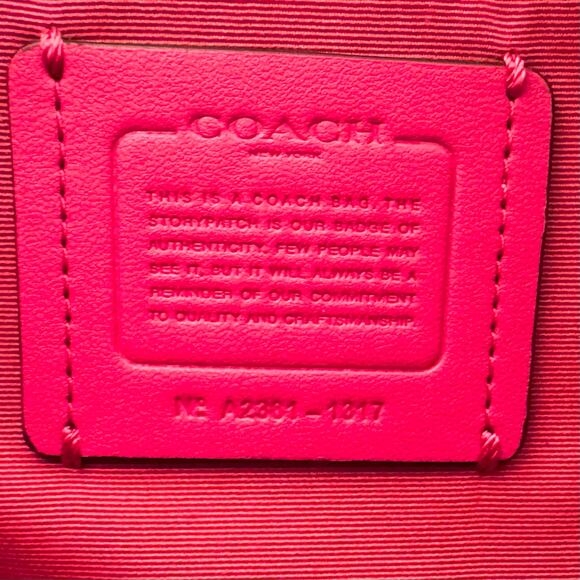 COACH
NEW YORK
THIS IS A COACH BAG. THE
STORYPATCH IS OUR BADGE OF
AUTHENTICITY. FEW PEOPLE MAY
SEE IT, BUT IT WILL ALWAYS BE A
REMINDER OF OUR COMMITMENT
TO QUALITY AND CRAFTSMANSHIP.
Nº A2381-1317